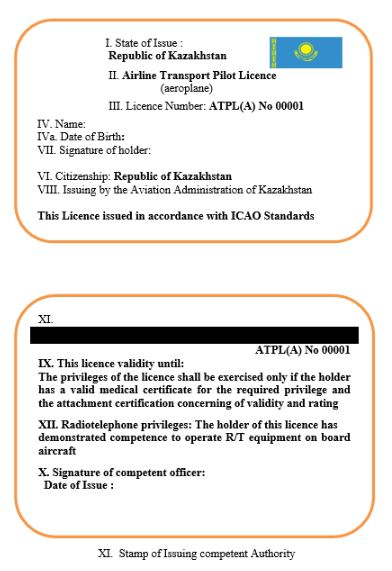 I. State of Issue :
Republic of Kazakhstan
II. Airline Transport Pilot Licence
(aeroplane)
III. Licence Number: ATPL(A) No 00001
IV. Name:
IVa. Date of Birth:
VII. Signature of holder:
VI. Citizenship: Republic of Kazakhstan
VIII. Issuing by the Aviation Administration of Kazakhstan
This Licence issued in accordance with ICAO Standards
XI.
ATPL(A) No 00001
IX. This licence validity until:
The privileges of the licence shall be exercised only if the holder
has a valid medical certificate for the required privilege and
the attachment certification concerning of validity and rating
XII. Radiotelephone privileges: The holder of this licence has
demonstrated competence to operate R/T equipment on board
aircraft
X. Signature of competent officer:
Date of Issue :
XI. Stamp of Issuing competent Authority